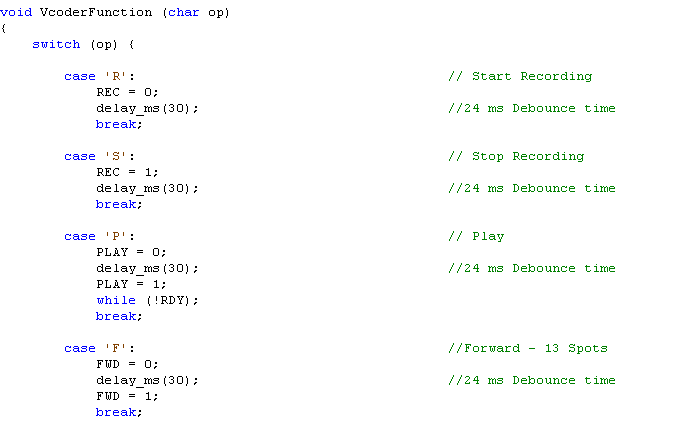 void VcoderFunction (char op)
{
switch (op) {
case 'R': // Start Recording
REC = 0;
delay_ms(30); //24 ms Debounce time
break;
case 'S': // Stop Recording
REC = 1;
delay_ms(30); //24 ms Debounce time
break;
case 'P': // Play
PLAY = 0;
delay_ms(30); //24 ms Debounce time
PLAY = 1;
while (!RDY);
break;
case 'F': //Forward - 13 Spots
FWD = 0;
delay_ms(30); //24 ms Debounce time
FWD = 1;
break;